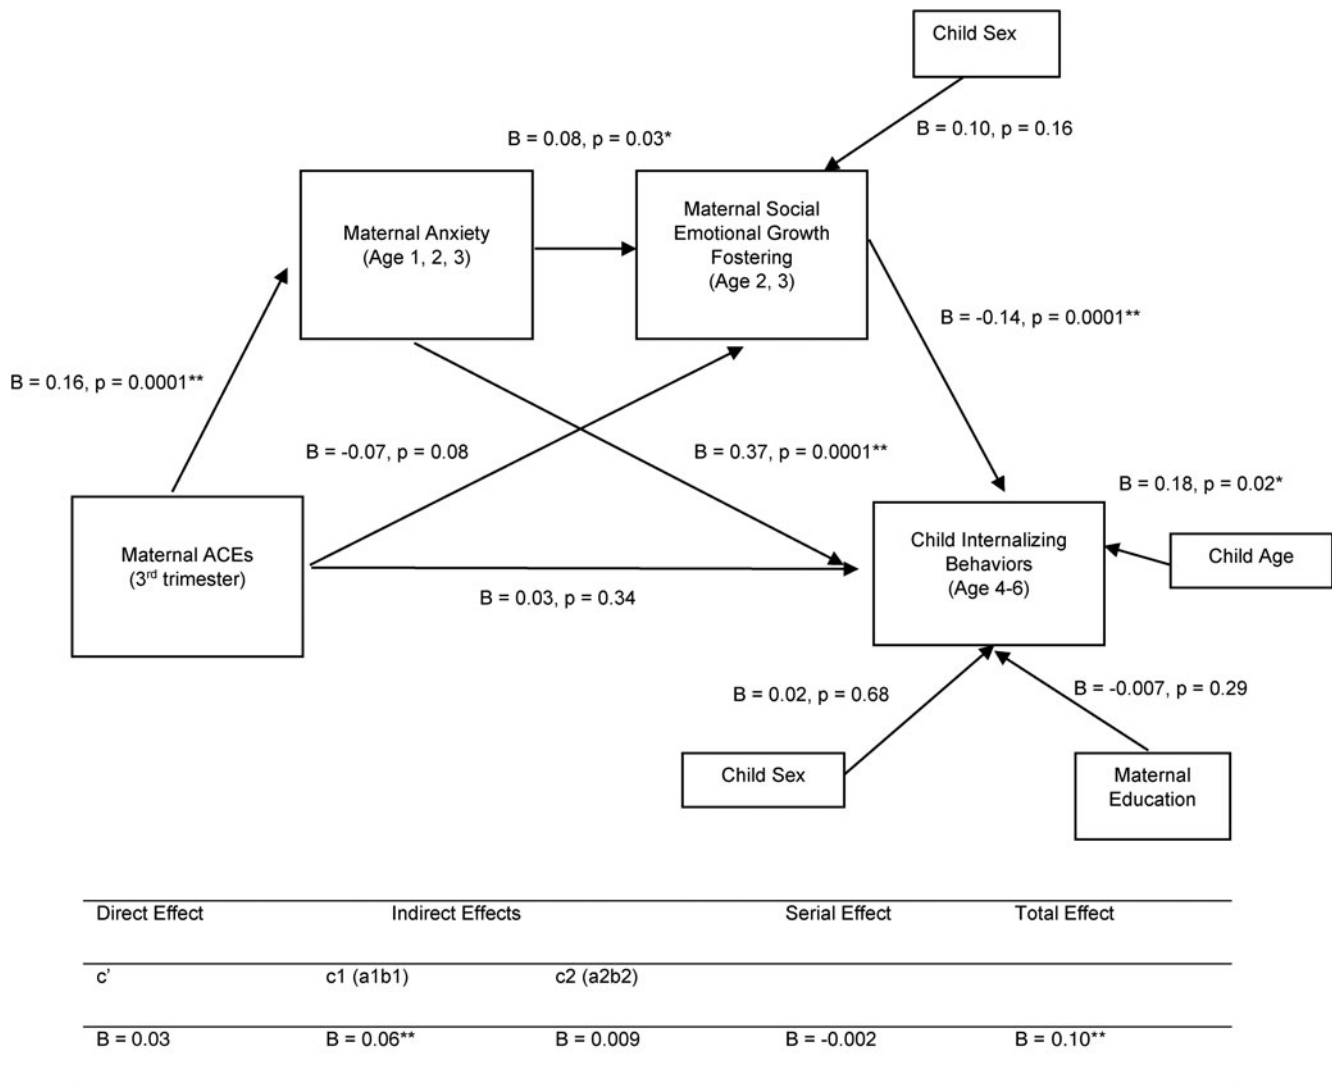 Child Sex
B = 0.10, p = 0.16
B = 0.08, p = 0.03*
Maternal Anxiety
(Age 1, 2, 3)
Maternal Social
Emotional Growth
Fostering
(Age 2, 3)
B = -0.14, p = 0.0001**
B = 0.16, p = 0.0001**
B = -0.07, p = 0.08
B = 0.37, p = 0.0001**
B = 0.18, p = 0.02*
Maternal ACEs
(3rd trimester)
Child Internalizing
Behaviors
(Age 4-6)
Child Age
B = 0.03, p = 0.34
B = 0.02, p = 0.68
B = -0.007, p = 0.29
Child Sex
Maternal
Education
Direct Effect Indirect Effects Serial Effect Total Effect
c' c1 (a1b1) c2 (a2b2)
B = 0.03 B = 0.06** B = 0.009 B = -0.002 B = 0.10**